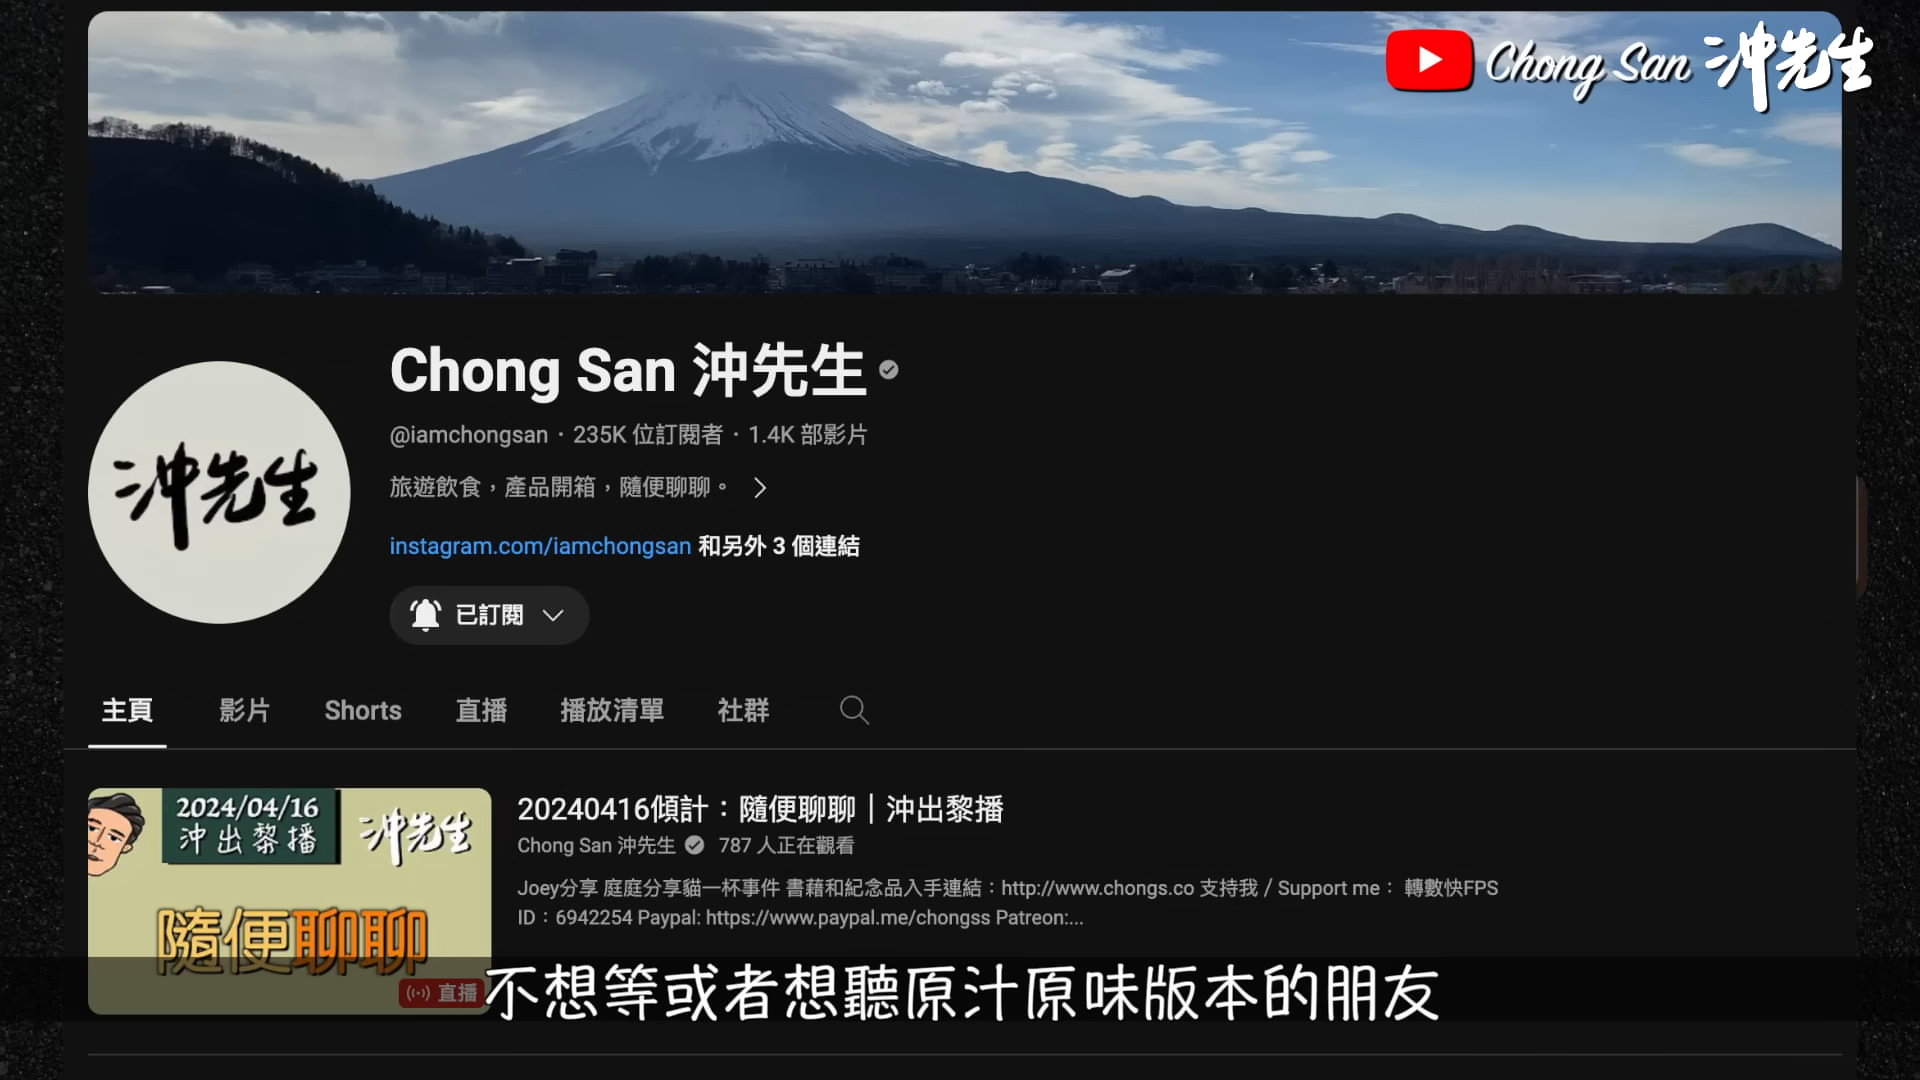 Chong San 沖先生
Chong San 沖先生
沖先生
@iamchongsan · 235K 位訂閱者 · 1.4K 部影片
旅遊飲食，產品開箱，隨便聊聊。
instagram.com/iamchongsan 和另外 3 個連結
已訂閱
主頁 影片 Shorts 直播 播放清單 社群
2024/04/16
沖出黎播
沖先生
隨便聊聊
直播
20240416傾計：隨便聊聊｜沖出黎播
Chong San 沖先生 787 人正在觀看
Joey分享 庭庭分享貓一杯事件 書藉和紀念品入手連結：http://www.chongs.co 支持我 / Support me： 轉數快FPS
ID：6942254 Paypal: https://www.paypal.me/chongss Patreon:...
不想等或者想聽原汁原味版本的朋友